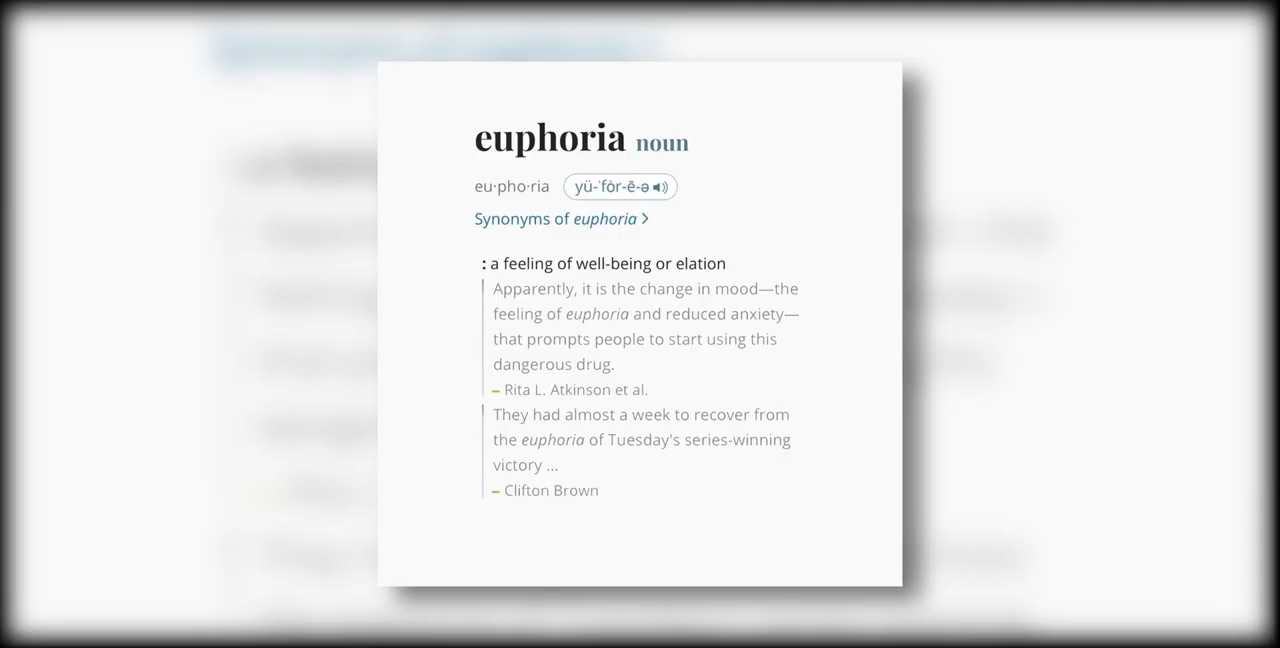 euphoria noun
eu·pho·ria yü-ˈfȯr-ē-ə
Synonyms of euphoria
: a feeling of well-being or elation
Apparently, it is the change in mood—the
feeling of euphoria and reduced anxiety—
that prompts people to start using this
dangerous drug.
– Rita L. Atkinson et al.
They had almost a week to recover from
the euphoria of Tuesday's series-winning
victory ...
– Clifton Brown